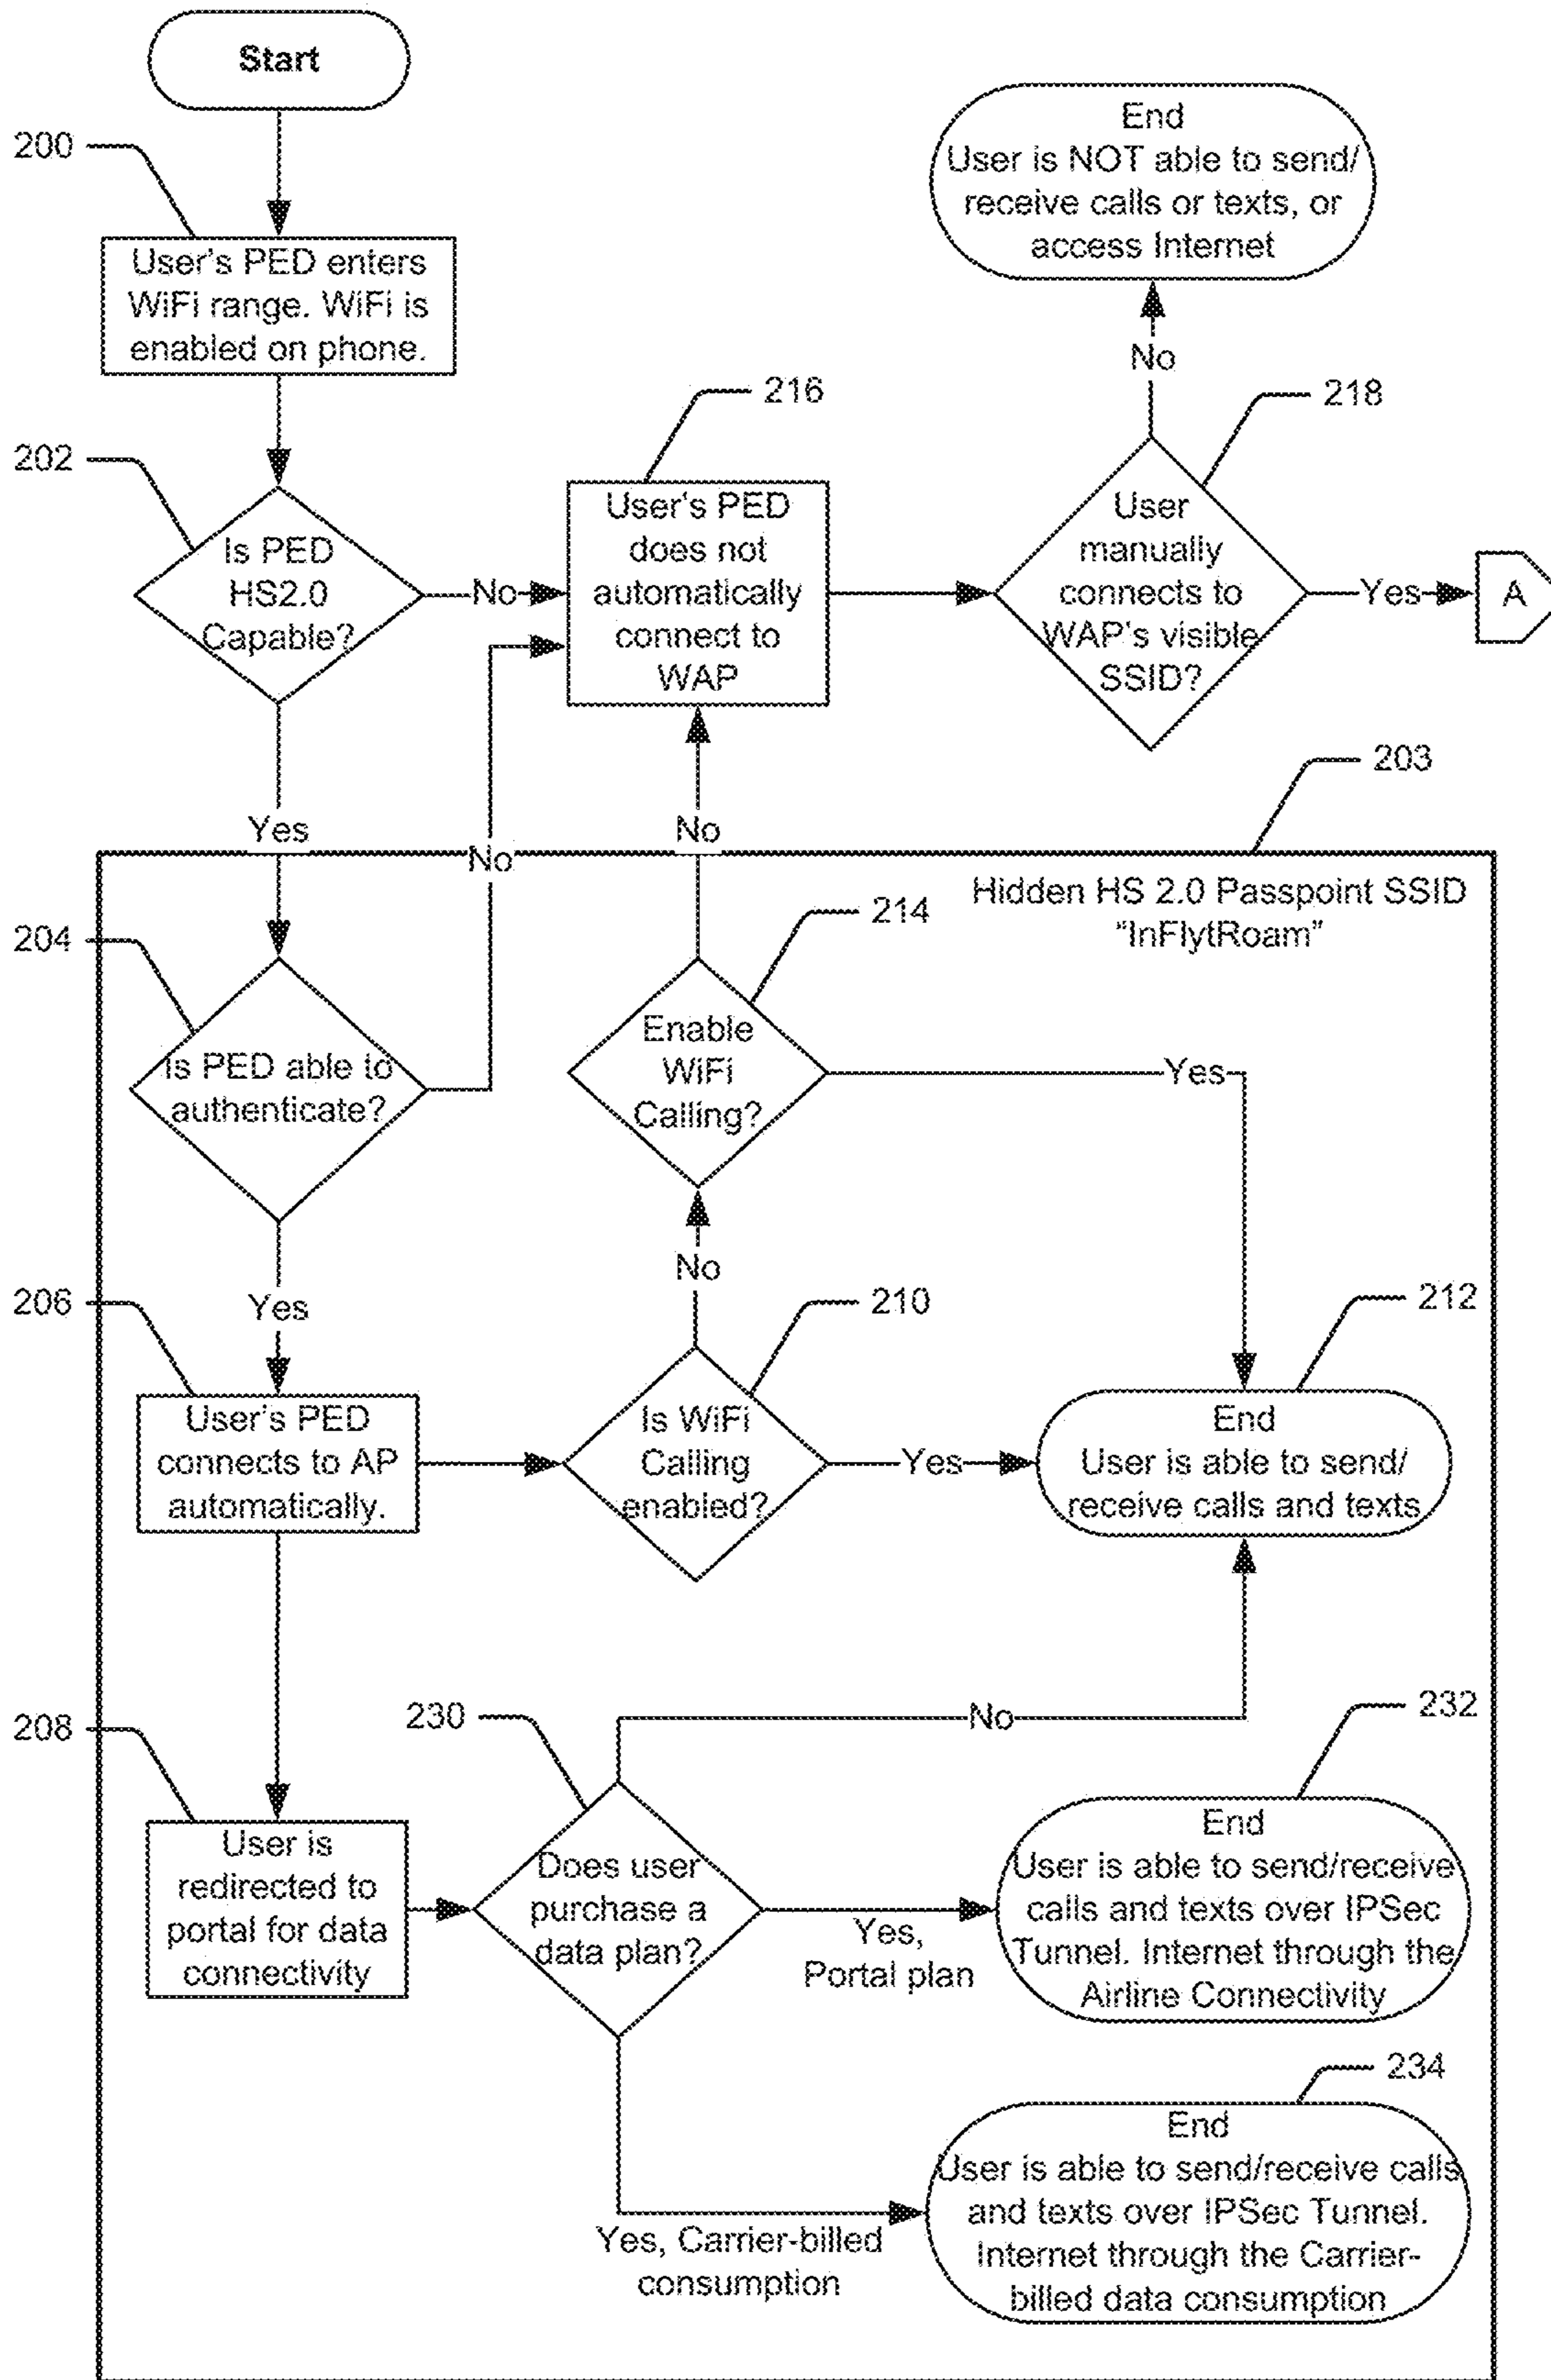 Start
200
User's PED enters
WiFi range. WiFi is
enabled on phone.
End
User is NOT able to send/
receive calls or texts, or
access Internet
No
202
Is PED
HS2.0
Capable?
No
216
User's PED
does not
automatically
connect to
WAP
218
User
manually
connects to
WAP's visible
SSID?
Yes
A
Yes
No
No
203
Hidden HS 2.0 Passpoint SSID
“InFlytRoam”
204
Is PED able to
authenticate?
214
Enable
WiFi
Calling?
Yes
Yes
No
206
User's PED
connects to AP
automatically.
210
Is WiFi
Calling
enabled?
Yes
212
End
User is able to send/
receive calls and texts
208
User is
redirected to
portal for data
connectivity
230
Does user
purchase a
data plan?
No
Yes,
Portal plan
232
End
User is able to send/receive
calls and texts over IPSec
Tunnel. Internet through the
Airline Connectivity
Yes, Carrier-billed
consumption
234
End
User is able to send/receive calls
and texts over IPSec Tunnel.
Internet through the Carrier-
billed data consumption